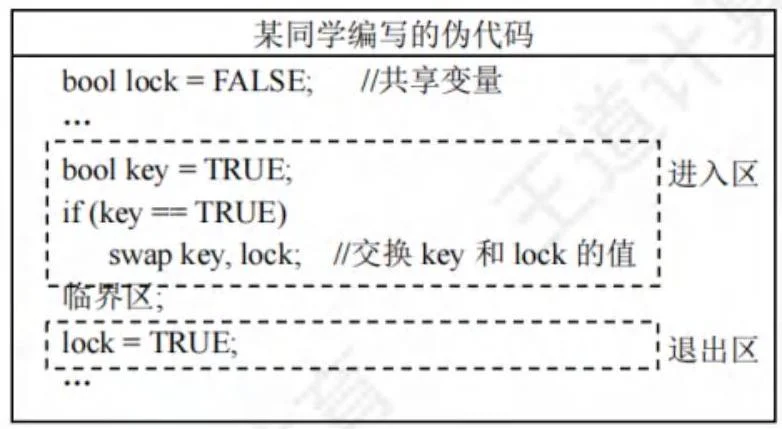 某同学编写的伪代码
bool lock = FALSE; //共享变量
…
bool key = TRUE;
进入区
if (key == TRUE)
swap key, lock; //交换 key 和 lock 的值
临界区;
lock = TRUE;
退出区
…
王道计算
育